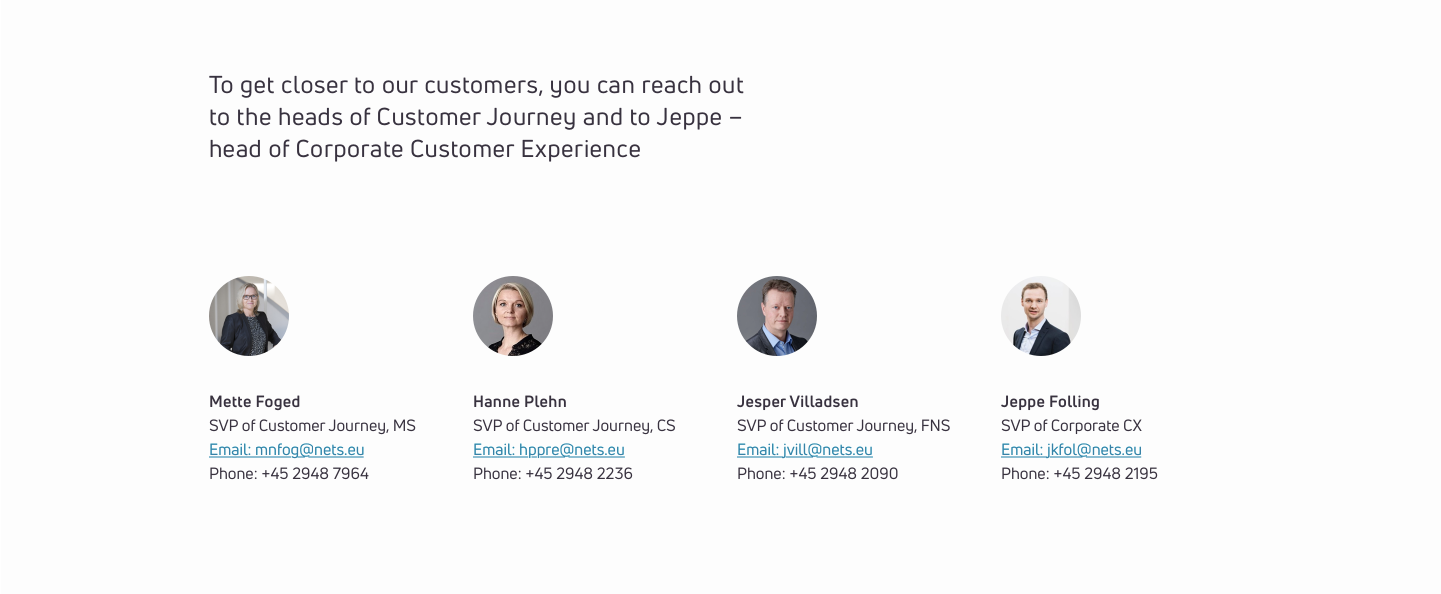 To get closer to our customers, you can reach out
to the heads of Customer Journey and to Jeppe –
head of Corporate Customer Experience
Mette Foged
SVP of Customer Journey, MS
Email: mnfog@nets.eu
Phone: +45 2948 7964
Hanne Plehn
SVP of Customer Journey, CS
Email: hppre@nets.eu
Phone: +45 2948 2236
Jesper Villadsen
SVP of Customer Journey, FNS
Email: jvill@nets.eu
Phone: +45 2948 2090
Jeppe Folling
SVP of Corporate CX
Email: jkfol@nets.eu
Phone: +45 2948 2195